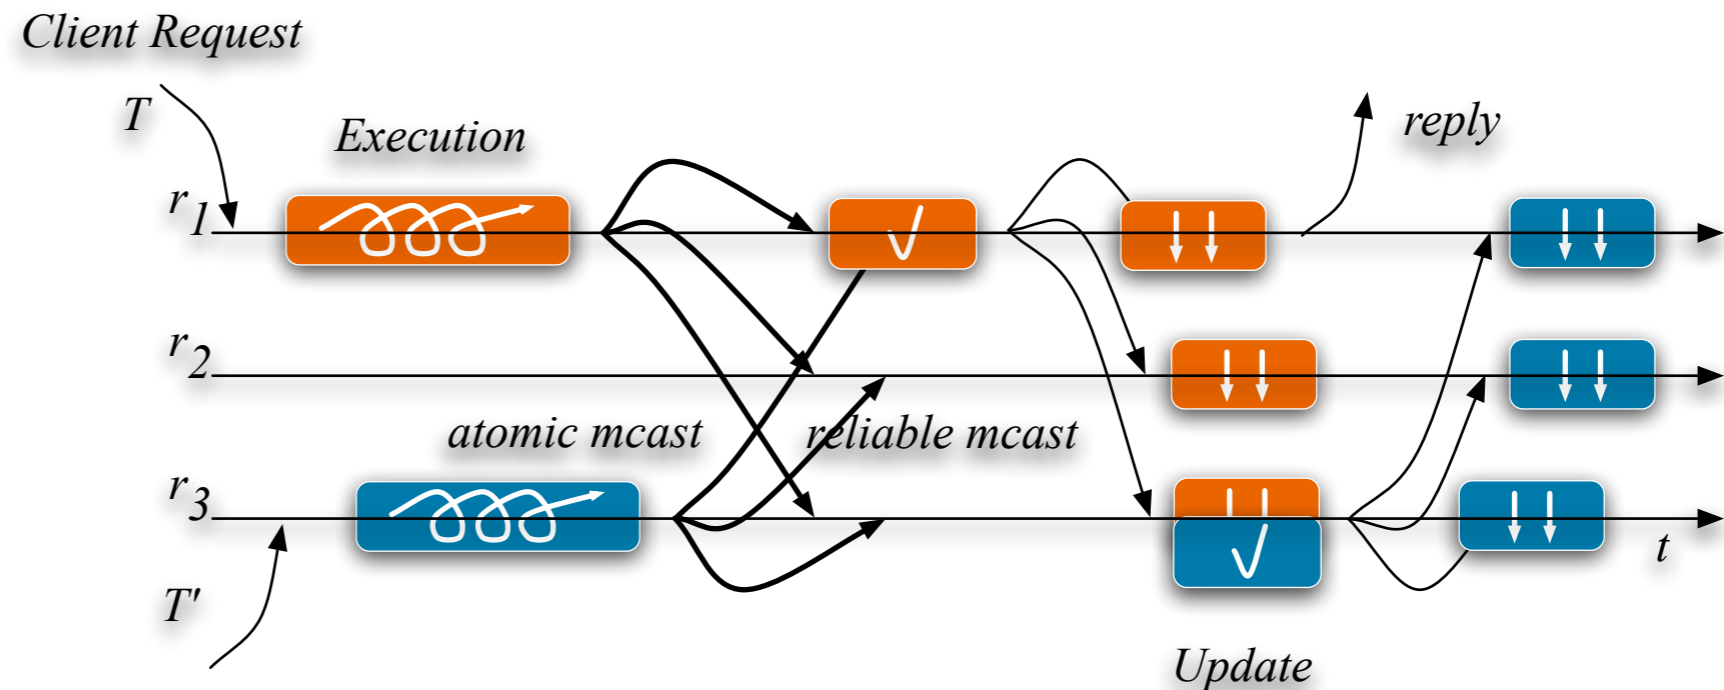 Client Request
T
Execution
reply
r1
r2
atomic mcast
reliable mcast
r3
t
T'
Update